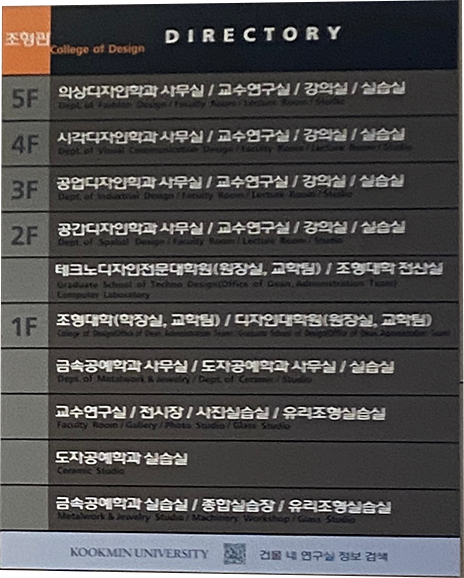 조형관
College of Design
DIRECTORY
5F
의상디자인학과 사무실 / 교수연구실 / 강의실 / 실습실
Dept. of Fashion Design / Faculty Room / Lecture Room / Studio
4F
시각디자인학과 사무실 / 교수연구실 / 강의실 / 실습실
Dept. of Visual Communication Design / Faculty Room / Lecture Room / Studio
3F
공업디자인학과 사무실 / 교수연구실 / 강의실 / 실습실
Dept. of Industrial Design / Faculty Room / Lecture Room / Studio
2F
공간디자인학과 사무실 / 교수연구실 / 강의실 / 실습실
Dept. of Spatial Design / Faculty Room / Lecture Room / Studio
테크노디자인전문대학원(원장실, 교학팀) / 조형대학 전산실
Graduate School of Techno Design(Office of Dean, Administration Team)
Computer Laboratory
1F
조형대학(학장실, 교학팀) / 디자인대학원(원장실, 교학팀)
College of Design(Office of Dean, Administration Team) / Graduate School of Design(Office of Dean, Administration Team)
금속공예학과 사무실 / 도자공예학과 사무실 / 실습실
Dept. of Metalwork & Jewelry / Dept. of Ceramic / Studio
교수연구실 / 전시장 / 사진실습실 / 유리조형실습실
Faculty Room / Gallery / Photo Studio / Glass Studio
도자공예학과 실습실
Ceramic Studio
금속공예학과 실습실 / 종합실습장 / 유리조형실습실
Metalwork & Jewelry Studio / Machinery Workshop / Glass Studio
KOOKMIN UNIVERSITY
건물 내 연구실 정보 검색